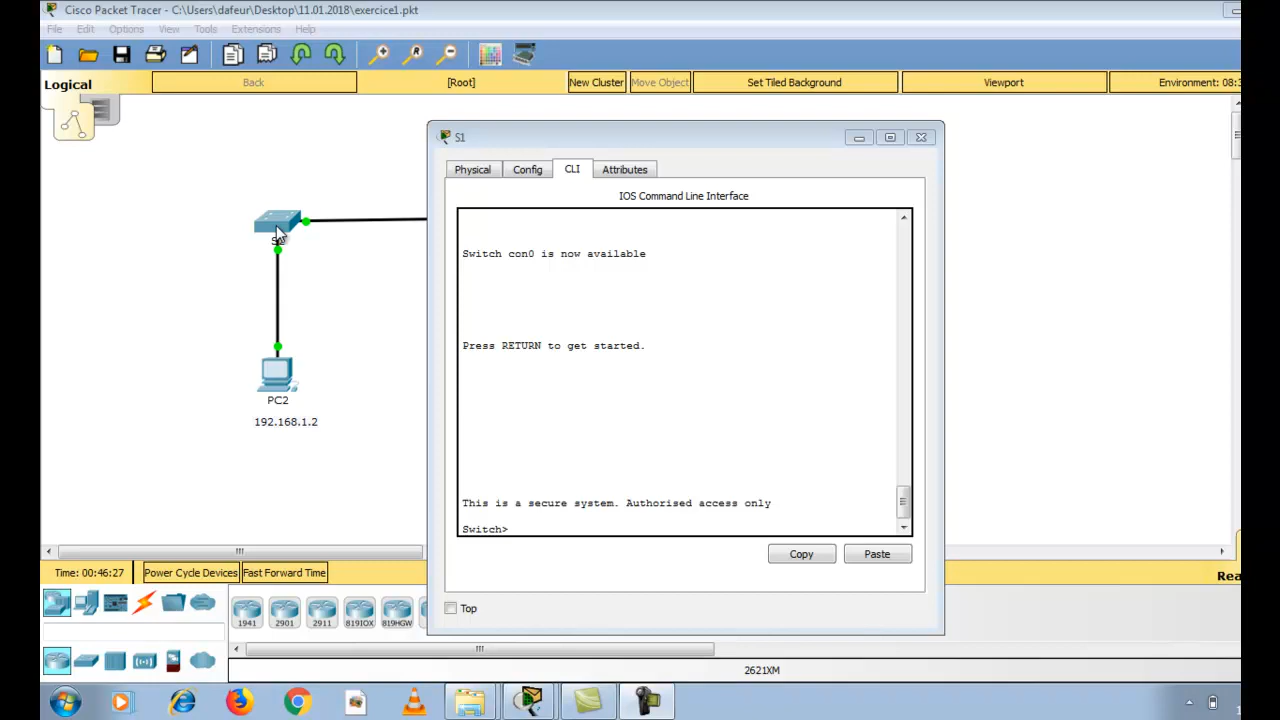 Cisco Packet Tracer - C:\Users\dafeur\Desktop\11.01.2018\exercice1.pkt
File Edit Options View Tools Extensions Help
Logical Back [Root] New Cluster Move Object Set Tiled Background Viewport Environment: 08:
S1
Physical Config CLI Attributes
IOS Command Line Interface
Switch con0 is now available
Press RETURN to get started.
This is a secure system. Authorised access only
Switch>
PC2
192.168.1.2
Copy Paste
Time: 00:46:27 Power Cycle Devices Fast Forward Time
Top
1941 2901 2911 819IOX 819HGW
2621XM